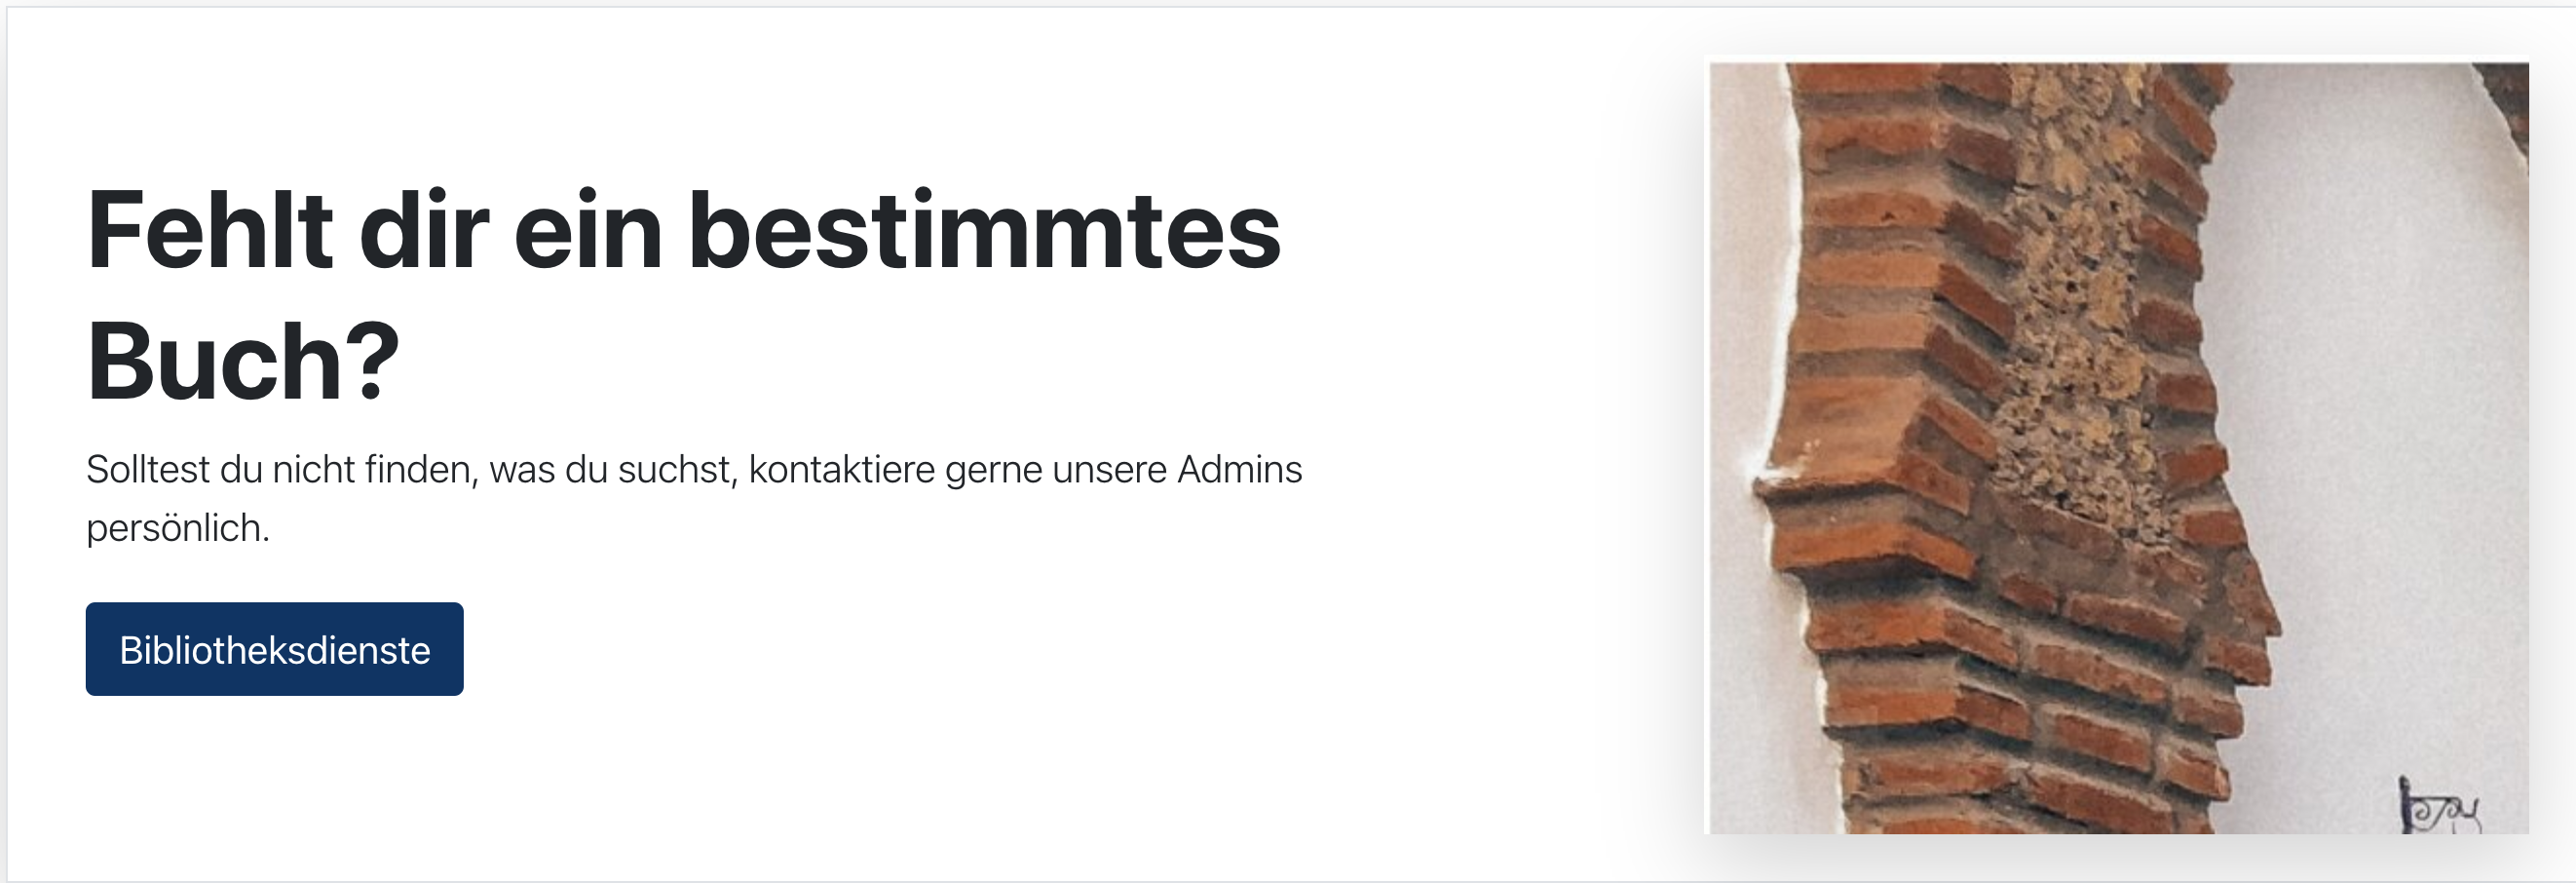 Fehlt dir ein bestimmtes
Buch?
Solltest du nicht finden, was du suchst, kontaktiere gerne unsere Admins
persönlich.
Bibliotheksdienste